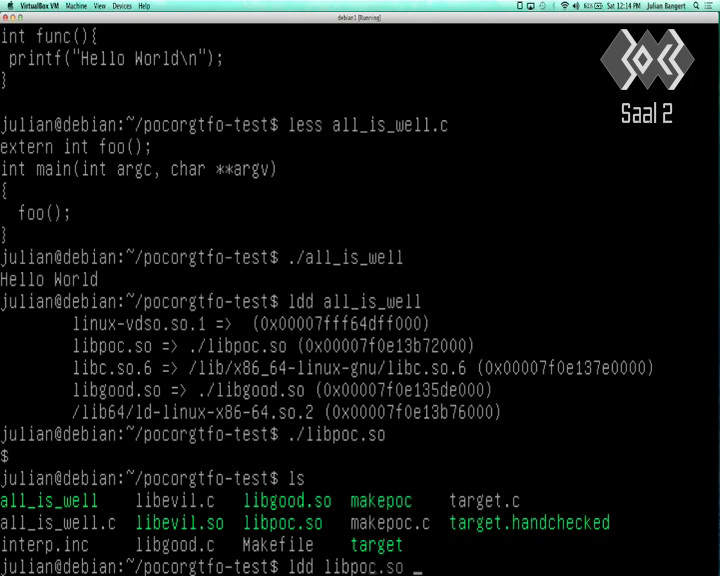 VirtualBox VM Machine View Devices Help
61% Sat 12:14 PM Julian Bangert
debian1 [Running]
int func(){
printf("Hello World\n");
}
Saal 2
julian@debian:~/pocorgtfo-test$ less all_is_well.c
extern int foo();
int main(int argc, char **argv)
{
foo();
}
julian@debian:~/pocorgtfo-test$ ./all_is_well
Hello World
julian@debian:~/pocorgtfo-test$ ldd all_is_well
linux-vdso.so.1 => (0x00007fff64dff000)
libpoc.so => ./libpoc.so (0x00007f0e13b72000)
libc.so.6 => /lib/x86_64-linux-gnu/libc.so.6 (0x00007f0e137e0000)
libgood.so => ./libgood.so (0x00007f0e135de000)
/lib64/ld-linux-x86-64.so.2 (0x00007f0e13b76000)
julian@debian:~/pocorgtfo-test$ ./libpoc.so
$
julian@debian:~/pocorgtfo-test$ ls
all_is_well libevil.c libgood.so makepoc target.c
all_is_well.c libevil.so libpoc.so makepoc.c target.handchecked
interp.inc libgood.c Makefile target
julian@debian:~/pocorgtfo-test$ ldd libpoc.so _